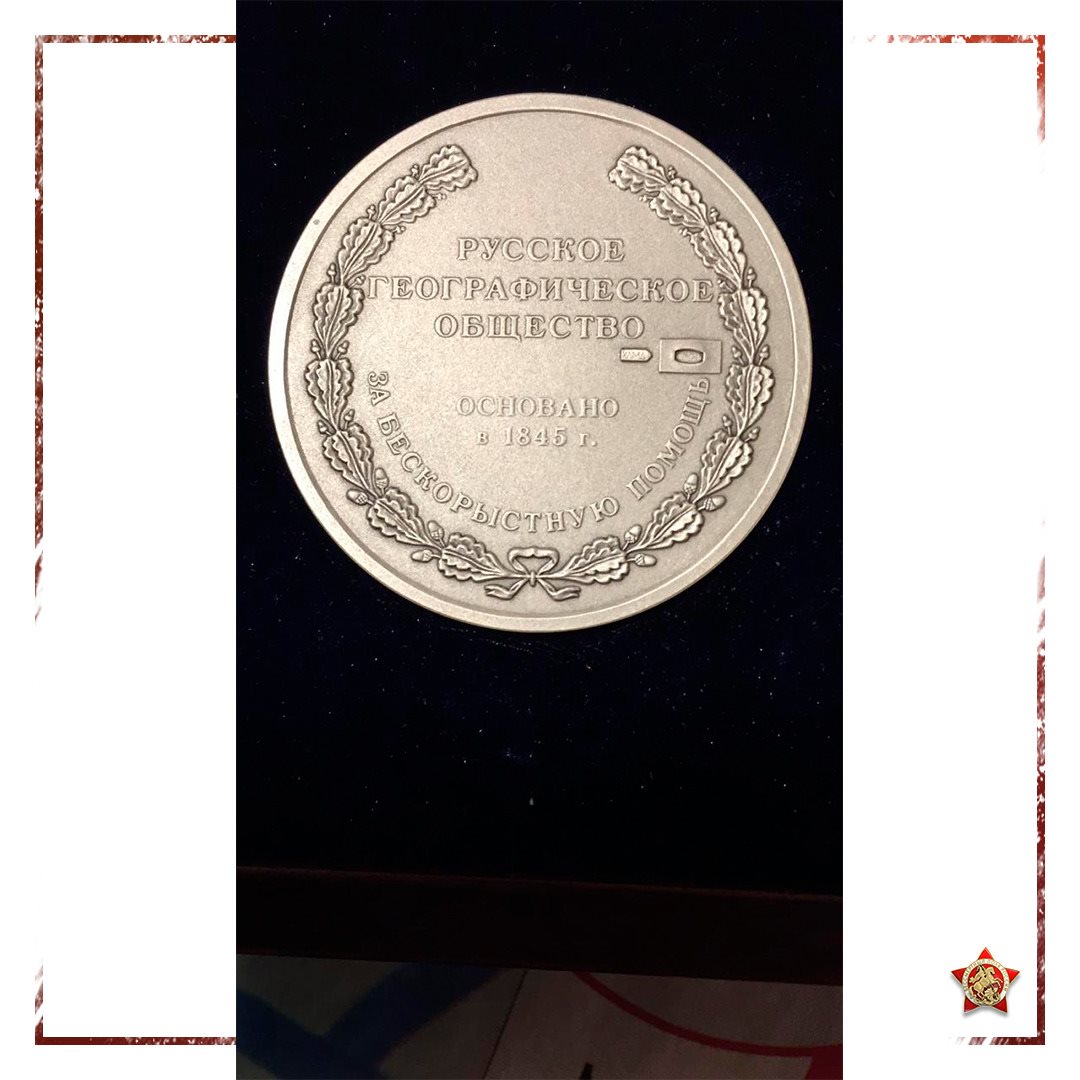 РУССКОЕ
ГЕОГРАФИЧЕСКОЕ
ОБЩЕСТВО
ОСНОВАНО
в 1845 г.
ЗА БЕСКОРЫСТНУЮ ПОМОЩЬ